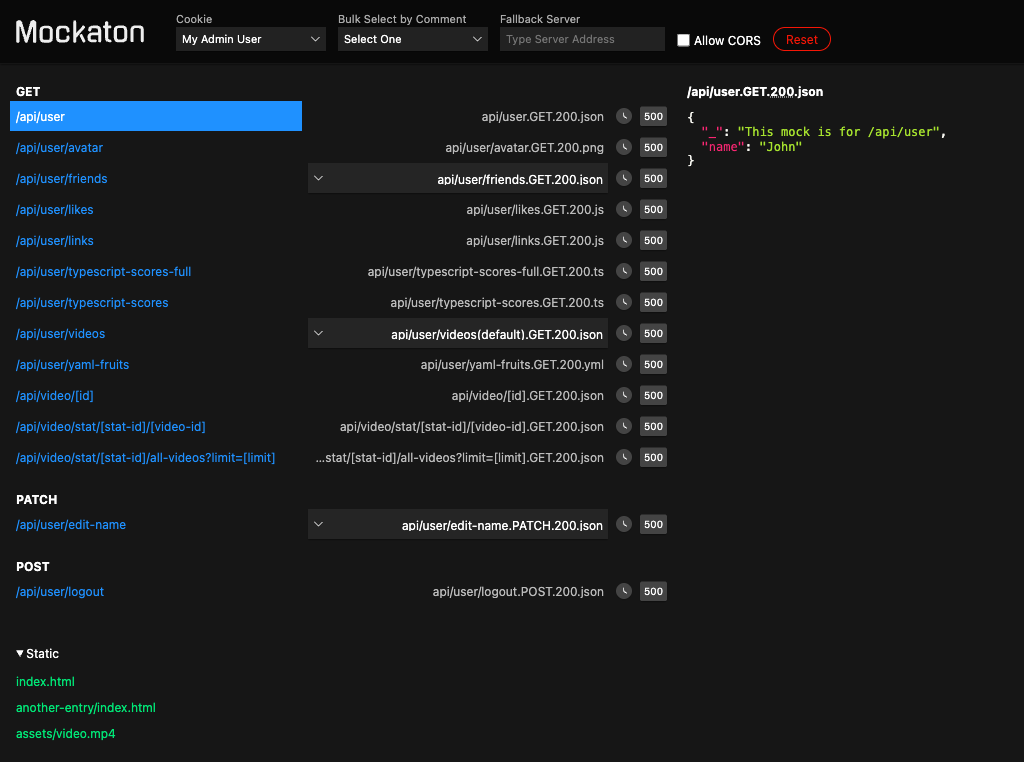 Mockaton
Cookie
My Admin User
Bulk Select by Comment
Select One
Fallback Server
Type Server Address
Allow CORS
Reset
GET
/api/user api/user.GET.200.json 500
/api/user/avatar api/user/avatar.GET.200.png 500
/api/user/friends api/user/friends.GET.200.json 500
/api/user/likes api/user/likes.GET.200.js 500
/api/user/links api/user/links.GET.200.js 500
/api/user/typescript-scores-full api/user/typescript-scores-full.GET.200.ts 500
/api/user/typescript-scores api/user/typescript-scores.GET.200.ts 500
/api/user/videos api/user/videos(default).GET.200.json 500
/api/user/yaml-fruits api/user/yaml-fruits.GET.200.yml 500
/api/video/[id] api/video/[id].GET.200.json 500
/api/video/stat/[stat-id]/[video-id] api/video/stat/[stat-id]/[video-id].GET.200.json 500
/api/video/stat/[stat-id]/all-videos?limit=[limit] ...stat/[stat-id]/all-videos?limit=[limit].GET.200.json 500
PATCH
/api/user/edit-name api/user/edit-name.PATCH.200.json 500
POST
/api/user/logout api/user/logout.POST.200.json 500
▼ Static
index.html
another-entry/index.html
assets/video.mp4
/api/user.GET.200.json
{
"_": "This mock is for /api/user",
"name": "John"
}